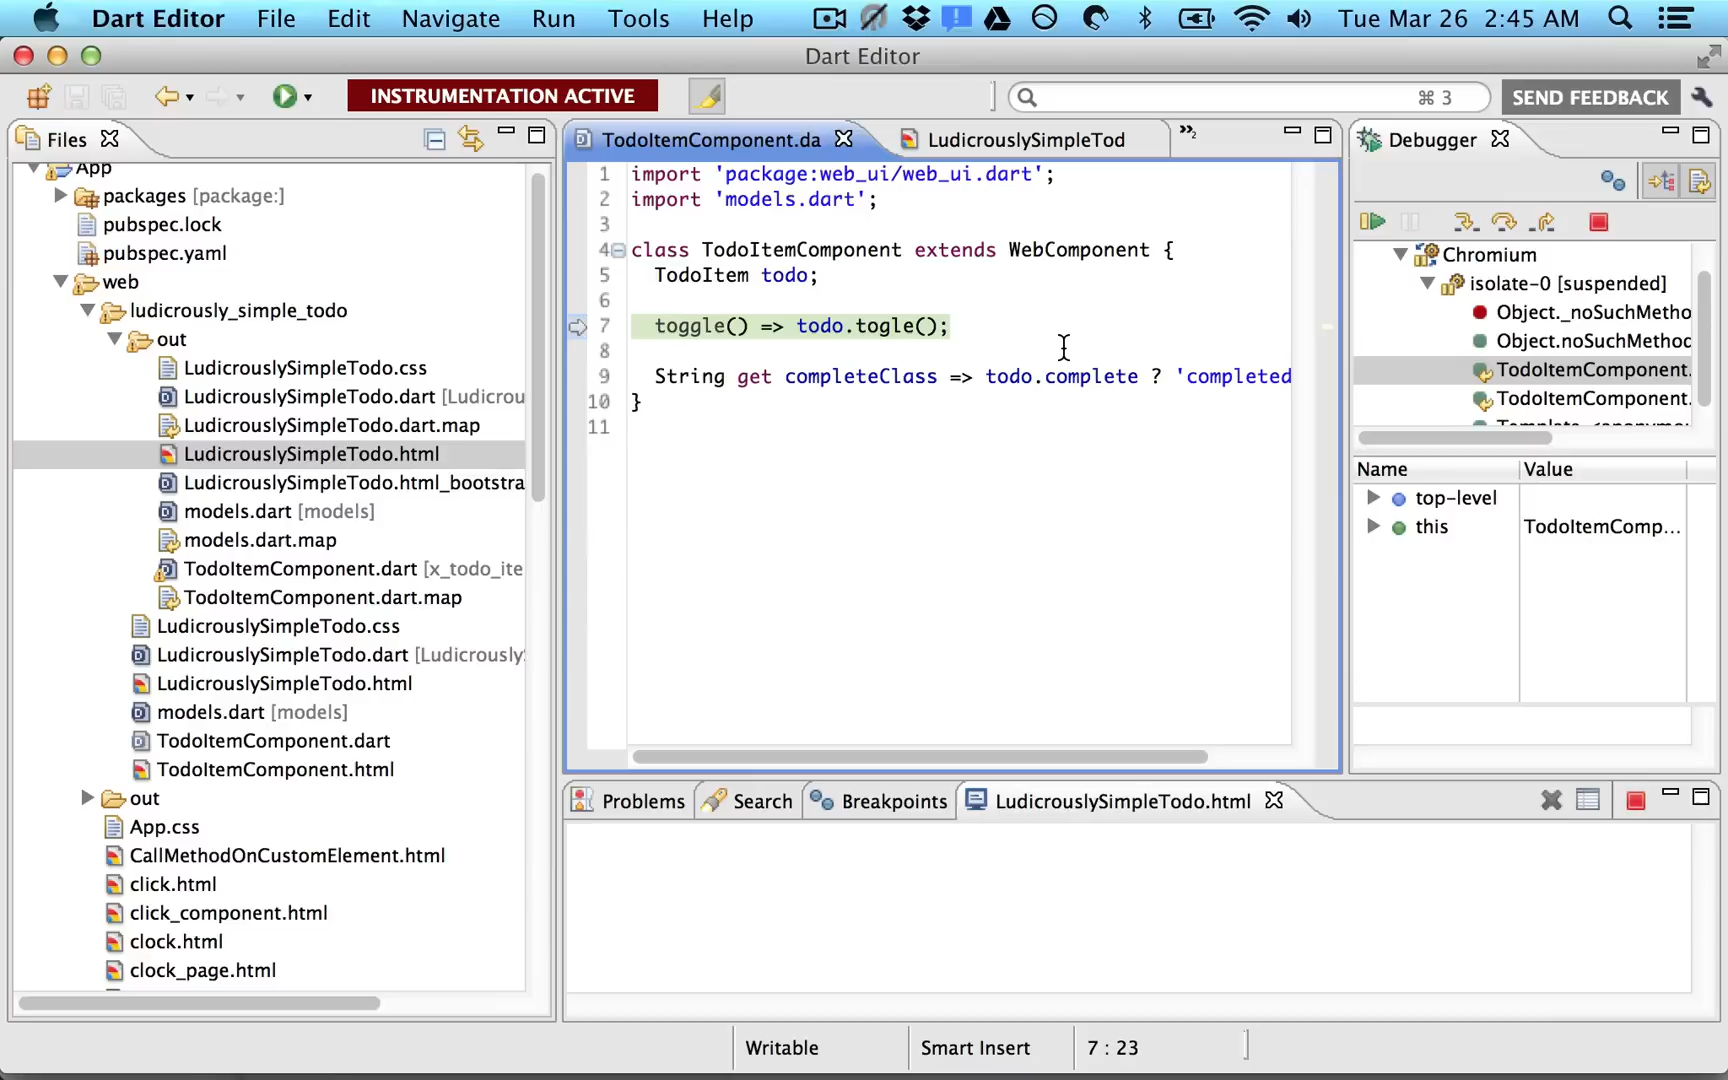 Dart Editor File Edit Navigate Run Tools Help Tue Mar 26 2:45 AM
Dart Editor
INSTRUMENTATION ACTIVE ⌘ 3 SEND FEEDBACK
Files
App
packages [package:]
pubspec.lock
pubspec.yaml
web
ludicrously_simple_todo
out
LudicrouslySimpleTodo.css
LudicrouslySimpleTodo.dart [Ludicrou
LudicrouslySimpleTodo.dart.map
LudicrouslySimpleTodo.html
LudicrouslySimpleTodo.html_bootstra
models.dart [models]
models.dart.map
TodoItemComponent.dart [x_todo_ite
TodoItemComponent.dart.map
LudicrouslySimpleTodo.css
LudicrouslySimpleTodo.dart [Ludicrously
LudicrouslySimpleTodo.html
models.dart [models]
TodoItemComponent.dart
TodoItemComponent.html
out
App.css
CallMethodOnCustomElement.html
click.html
click_component.html
clock.html
clock_page.html
TodoItemComponent.da LudicrouslySimpleTod »2
1 import 'package:web_ui/web_ui.dart';
2 import 'models.dart';
3
4 class TodoItemComponent extends WebComponent {
5 TodoItem todo;
6
7 toggle() => todo.togle();
8
9 String get completeClass => todo.complete ? 'completed
10 }
11
Debugger
Chromium
isolate-0 [suspended]
Object._noSuchMetho
Object.noSuchMethod
TodoItemComponent.
TodoItemComponent.
Template.<anonymo
Name Value
top-level
this TodoItemComp...
Problems Search Breakpoints LudicrouslySimpleTodo.html
Writable Smart Insert 7 : 23